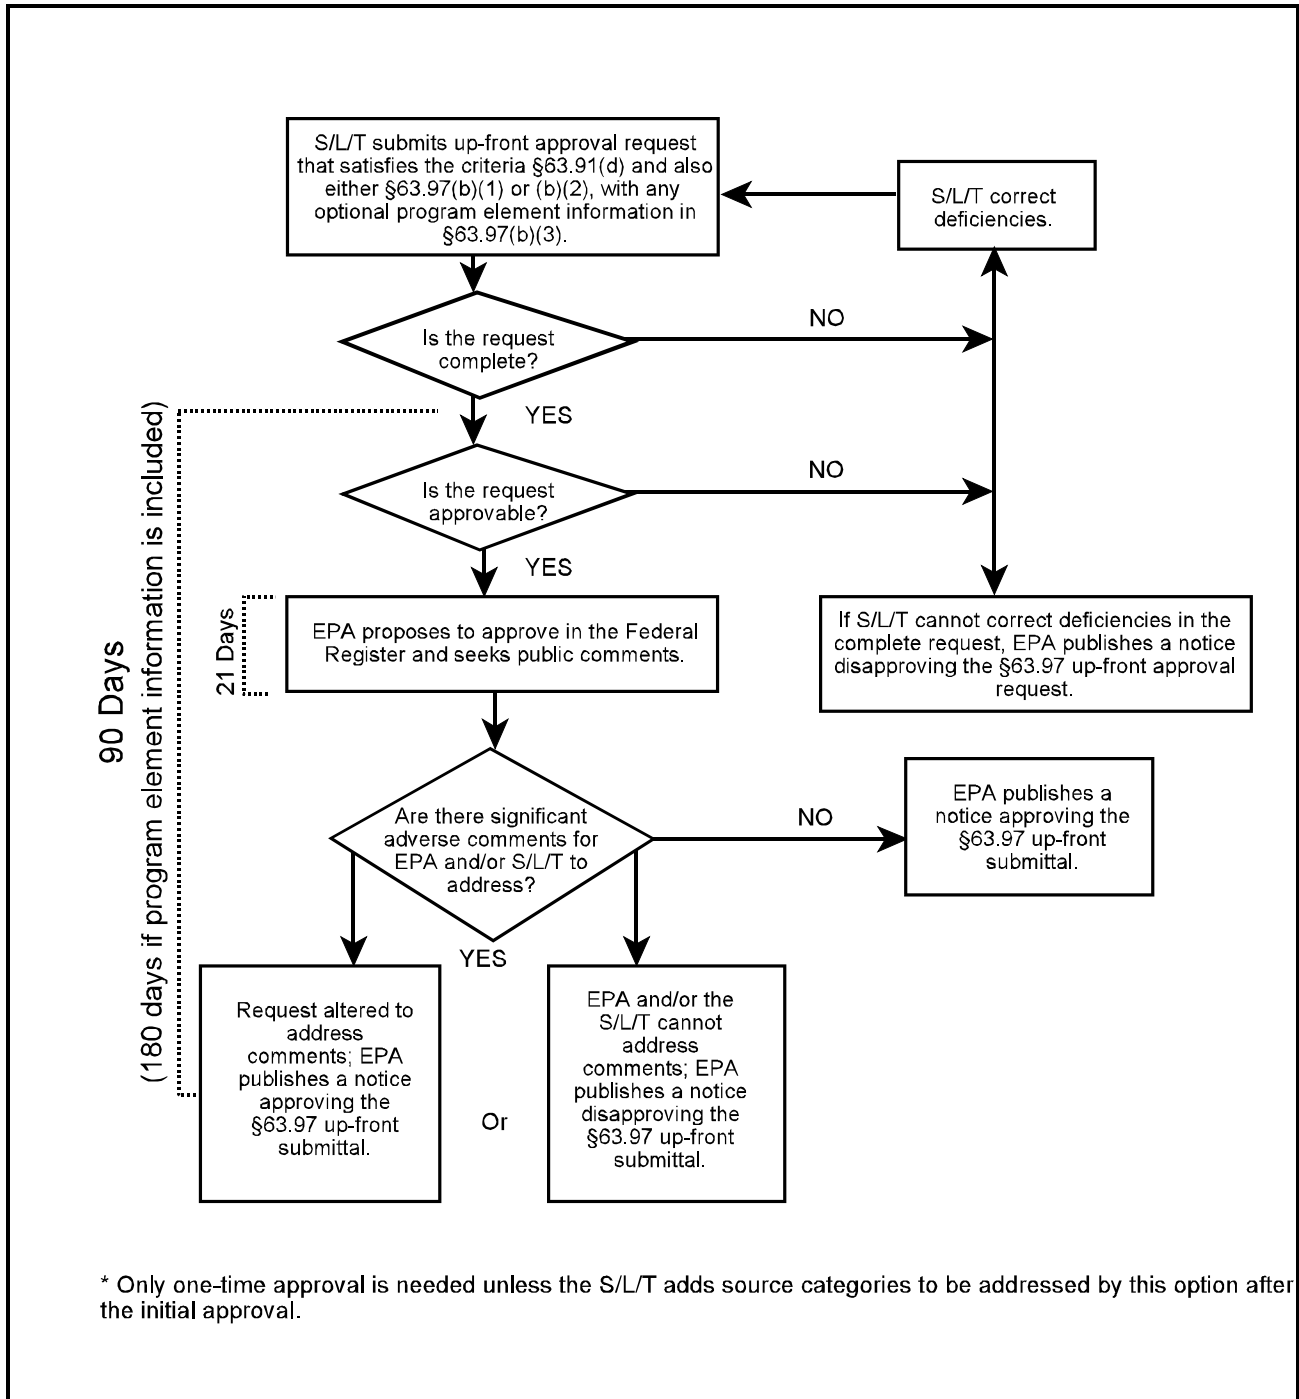 S/L/T submits up-front approval request
that satisfies the criteria §63.91(d) and also
either §63.97(b)(1) or (b)(2), with any
optional program element information in
§63.97(b)(3).
S/L/T correct
deficiencies.
Is the request
complete?
NO
YES
Is the request
approvable?
NO
YES
90 Days
(180 days if program element information is included)
21 Days
EPA proposes to approve in the Federal
Register and seeks public comments.
If S/L/T cannot correct deficiencies in the
complete request, EPA publishes a notice
disapproving the §63.97 up-front approval
request.
Are there significant
adverse comments for
EPA and/or S/L/T to
address?
NO
EPA publishes a
notice approving the
§63.97 up-front
submittal.
YES
Request altered to
address
comments; EPA
publishes a notice
approving the
§63.97 up-front
submittal.
Or
EPA and/or the
S/L/T cannot
address
comments; EPA
publishes a notice
disapproving the
§63.97 up-front
submittal.
* Only one-time approval is needed unless the S/L/T adds source categories to be addressed by this option after
the initial approval.